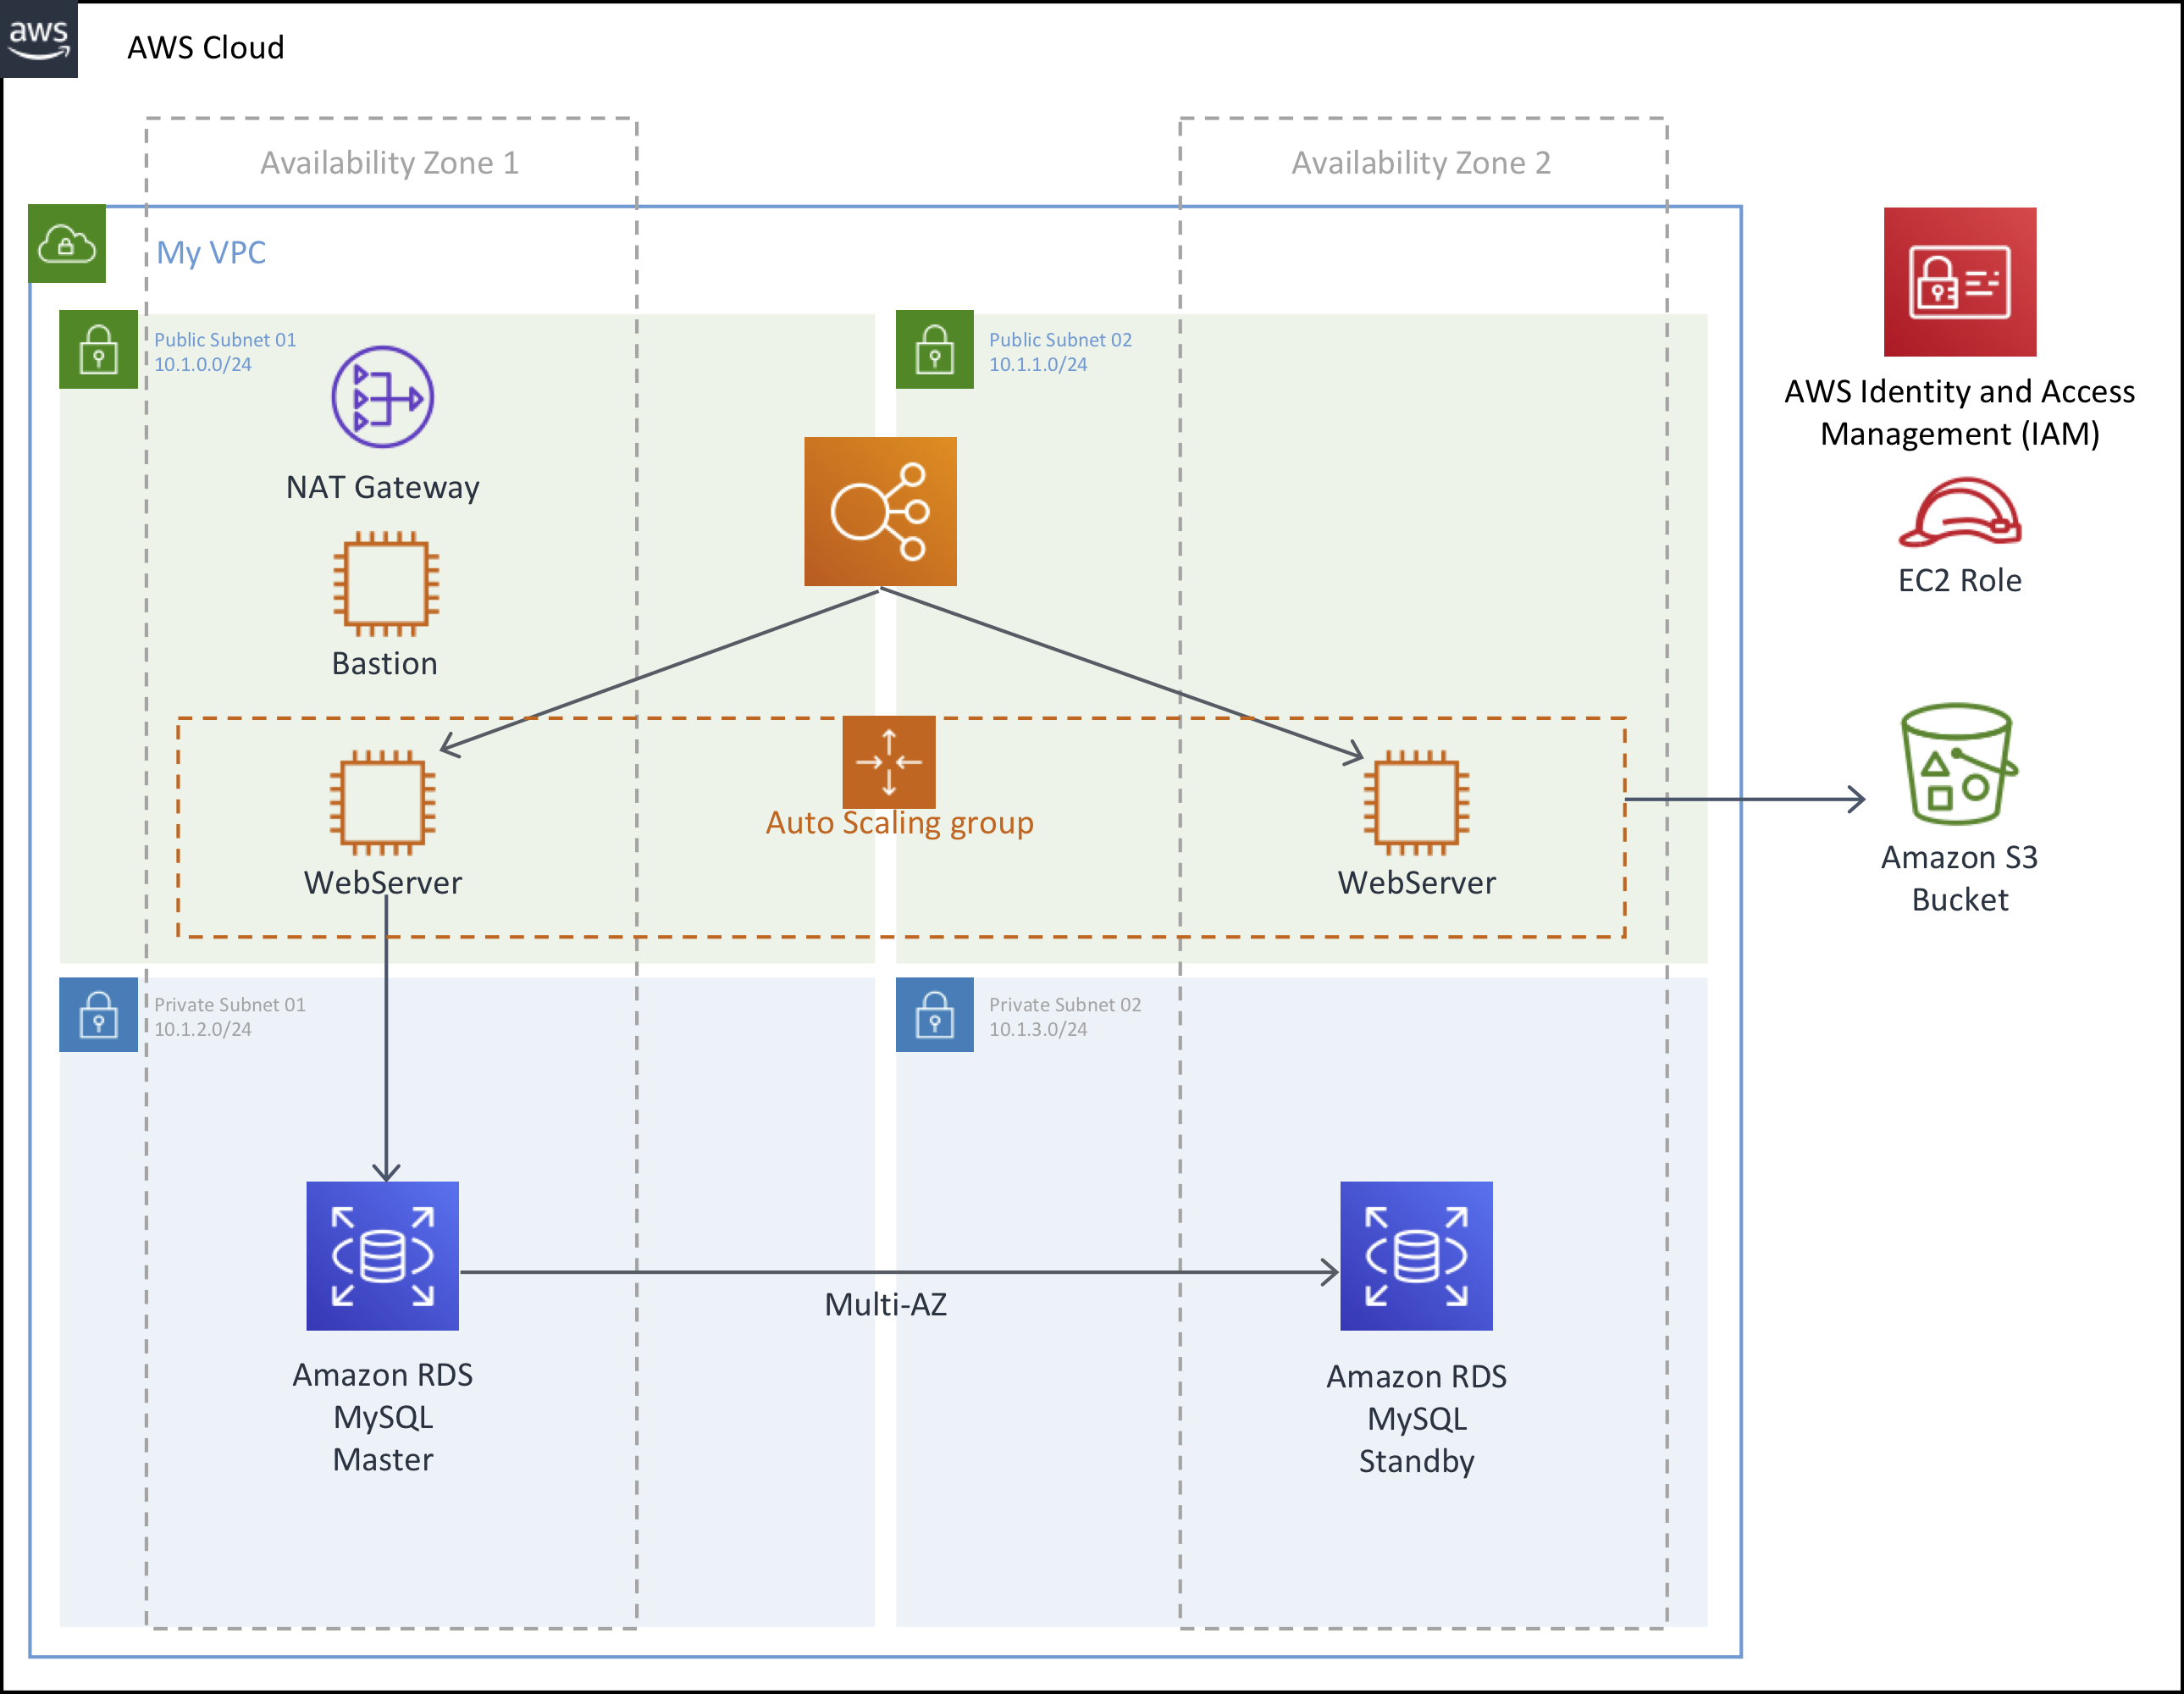 aws
AWS Cloud
Availability Zone 1
Availability Zone 2
My VPC
Public Subnet 01
10.1.0.0/24
Public Subnet 02
10.1.1.0/24
NAT Gateway
Bastion
AWS Identity and Access
Management (IAM)
EC2 Role
Auto Scaling group
WebServer
WebServer
Amazon S3
Bucket
Private Subnet 01
10.1.2.0/24
Private Subnet 02
10.1.3.0/24
Multi-AZ
Amazon RDS
MySQL
Master
Amazon RDS
MySQL
Standby